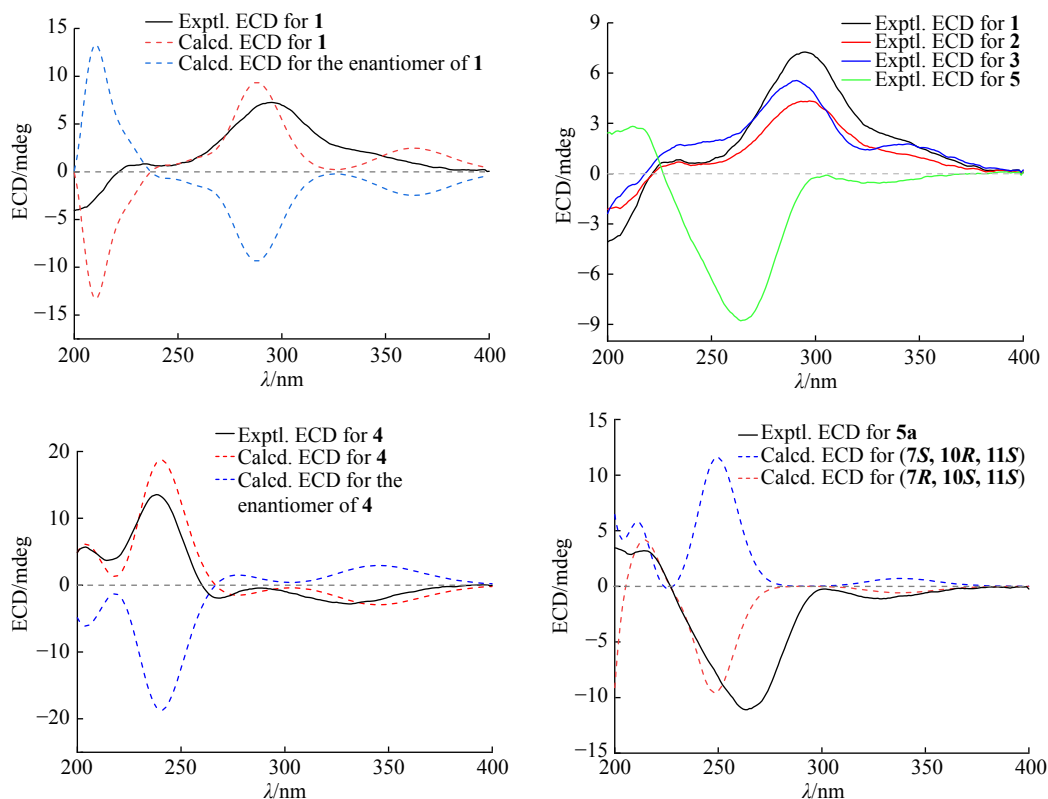 Exptl. ECD for 1
Calcd. ECD for 1
Calcd. ECD for the enantiomer of 1
15
10
5
0
−5
−10
−15
ECD/mdeg
200
250
300
350
400
λ/nm
Exptl. ECD for 1
Exptl. ECD for 2
Exptl. ECD for 3
Exptl. ECD for 5
9
6
3
0
−3
−6
−9
ECD/mdeg
200
250
300
350
400
λ/nm
Exptl. ECD for 4
Calcd. ECD for 4
Calcd. ECD for the
enantiomer of 4
20
10
0
−10
−20
ECD/mdeg
200
250
300
350
400
λ/nm
Exptl. ECD for 5a
Calcd. ECD for (7S, 10R, 11S)
Calcd. ECD for (7R, 10S, 11S)
15
10
5
0
−5
−10
−15
ECD/mdeg
200
250
300
350
400
λ/nm